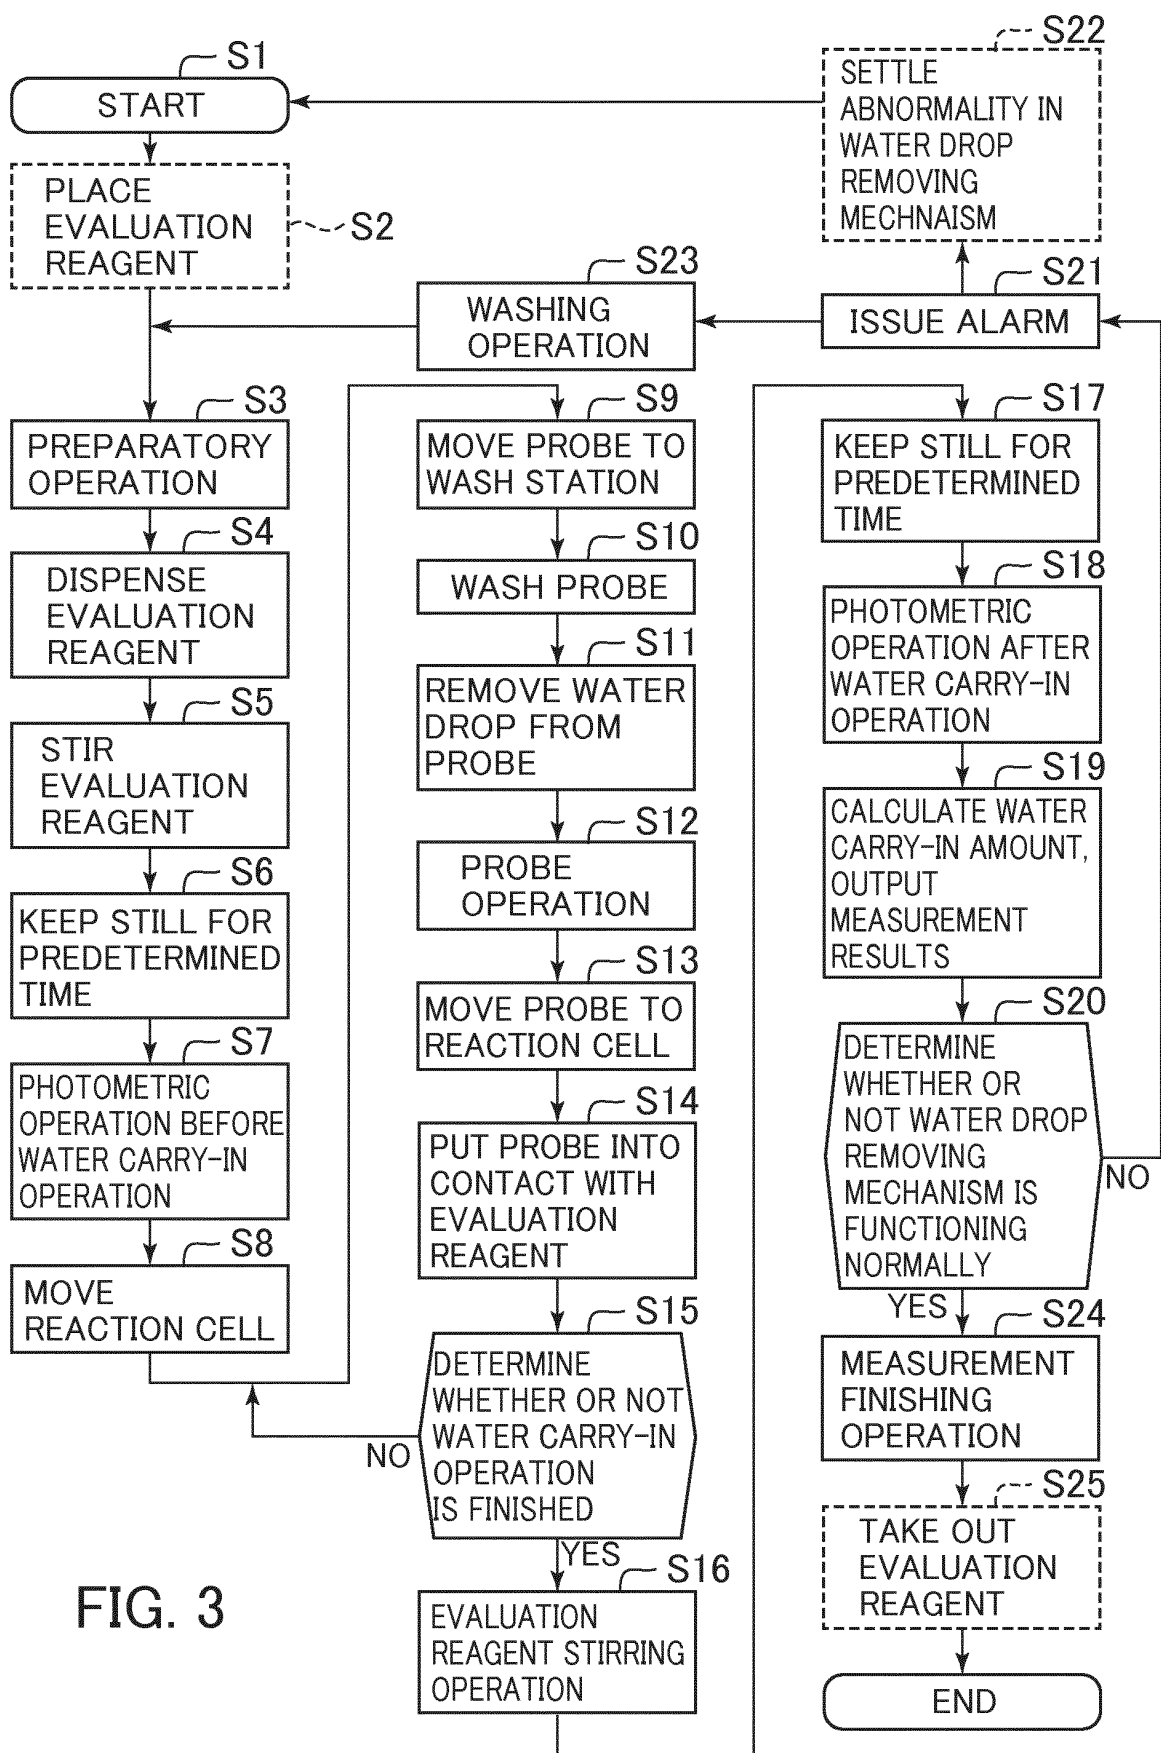 S1
START
PLACE
EVALUATION
REAGENT
S2
S3
PREPARATORY
OPERATION
S4
DISPENSE
EVALUATION
REAGENT
S5
STIR
EVALUATION
REAGENT
S6
KEEP STILL FOR
PREDETERMINED
TIME
S7
PHOTOMETRIC
OPERATION BEFORE
WATER CARRY-IN
OPERATION
S8
MOVE
REACTION CELL
S23
WASHING
OPERATION
S9
MOVE PROBE TO
WASH STATION
S10
WASH PROBE
S11
REMOVE WATER
DROP FROM
PROBE
S12
PROBE
OPERATION
S13
MOVE PROBE TO
REACTION CELL
S14
PUT PROBE INTO
CONTACT WITH
EVALUATION
REAGENT
S15
DETERMINE
WHETHER OR NOT
WATER CARRY-IN
OPERATION
IS FINISHED
NO
YES
S16
EVALUATION
REAGENT STIRRING
OPERATION
S22
SETTLE
ABNORMALITY IN
WATER DROP
REMOVING
MECHNAISM
S21
ISSUE ALARM
S17
KEEP STILL FOR
PREDETERMINED
TIME
S18
PHOTOMETRIC
OPERATION AFTER
WATER CARRY-IN
OPERATION
S19
CALCULATE WATER
CARRY-IN AMOUNT,
OUTPUT
MEASUREMENT
RESULTS
S20
DETERMINE
WHETHER OR
NOT WATER DROP
REMOVING
MECHANISM IS
FUNCTIONING
NORMALLY
NO
YES
S24
MEASUREMENT
FINISHING
OPERATION
S25
TAKE OUT
EVALUATION
REAGENT
END
FIG. 3